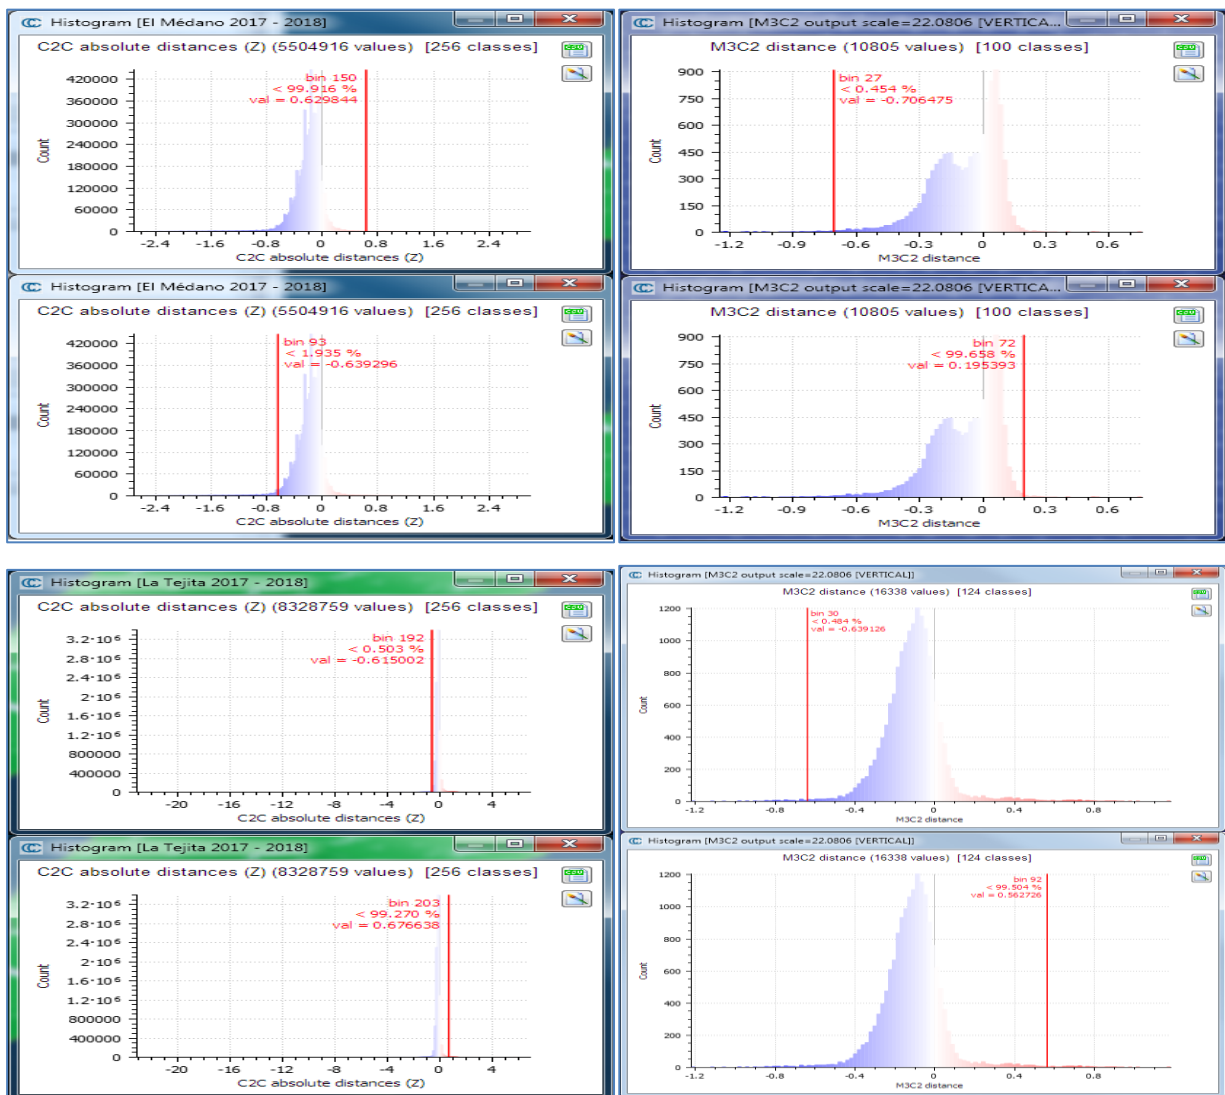 Histogram [El Médano 2017 - 2018]
C2C absolute distances (Z) (5504916 values) [256 classes]
CSV
bin 150
< 99.916 %
val = 0.629844
420000
360000
300000
240000
180000
120000
60000
0
Count
-2.4 -1.6 -0.8 0 0.8 1.6 2.4
C2C absolute distances (Z)
Histogram [M3C2 output scale=22.0806 [VERTICA...
M3C2 distance (10805 values) [100 classes]
CSV
bin 27
< 0.454 %
val = -0.706475
900
750
600
450
300
150
0
Count
-1.2 -0.9 -0.6 -0.3 0 0.3 0.6
M3C2 distance
Histogram [El Médano 2017 - 2018]
C2C absolute distances (Z) (5504916 values) [256 classes]
CSV
bin 93
< 1.935 %
val = -0.639296
420000
360000
300000
240000
180000
120000
60000
0
Count
-2.4 -1.6 -0.8 0 0.8 1.6 2.4
C2C absolute distances (Z)
Histogram [M3C2 output scale=22.0806 [VERTICA...
M3C2 distance (10805 values) [100 classes]
CSV
bin 72
< 99.658 %
val = 0.195393
900
750
600
450
300
150
0
Count
-1.2 -0.9 -0.6 -0.3 0 0.3 0.6
M3C2 distance
Histogram [La Tejita 2017 - 2018]
C2C absolute distances (Z) (8328759 values) [256 classes]
CSV
bin 192
< 0.503 %
val = -0.615002
3.2·10⁶
2.8·10⁶
2.4·10⁶
2·10⁶
1.6·10⁶
1.2·10⁶
800000
400000
0
Count
-20 -16 -12 -8 -4 0 4
C2C absolute distances (Z)
Histogram [M3C2 output scale=22.0806 [VERTICAL]]
M3C2 distance (16338 values) [124 classes]
CSV
bin 30
< 0.484 %
val = -0.639126
1200
1000
800
600
400
200
0
Count
-1.2 -0.8 -0.4 0 0.4 0.8
M3C2 distance
Histogram [La Tejita 2017 - 2018]
C2C absolute distances (Z) (8328759 values) [256 classes]
CSV
bin 203
< 99.270 %
val = 0.676638
3.2·10⁶
2.8·10⁶
2.4·10⁶
2·10⁶
1.6·10⁶
1.2·10⁶
800000
400000
0
Count
-20 -16 -12 -8 -4 0 4
C2C absolute distances (Z)
Histogram [M3C2 output scale=22.0806 [VERTICAL]]
M3C2 distance (16338 values) [124 classes]
CSV
bin 92
< 99.504 %
val = 0.562726
1200
1000
800
600
400
200
0
Count
-1.2 -0.8 -0.4 0 0.4 0.8
M3C2 distance